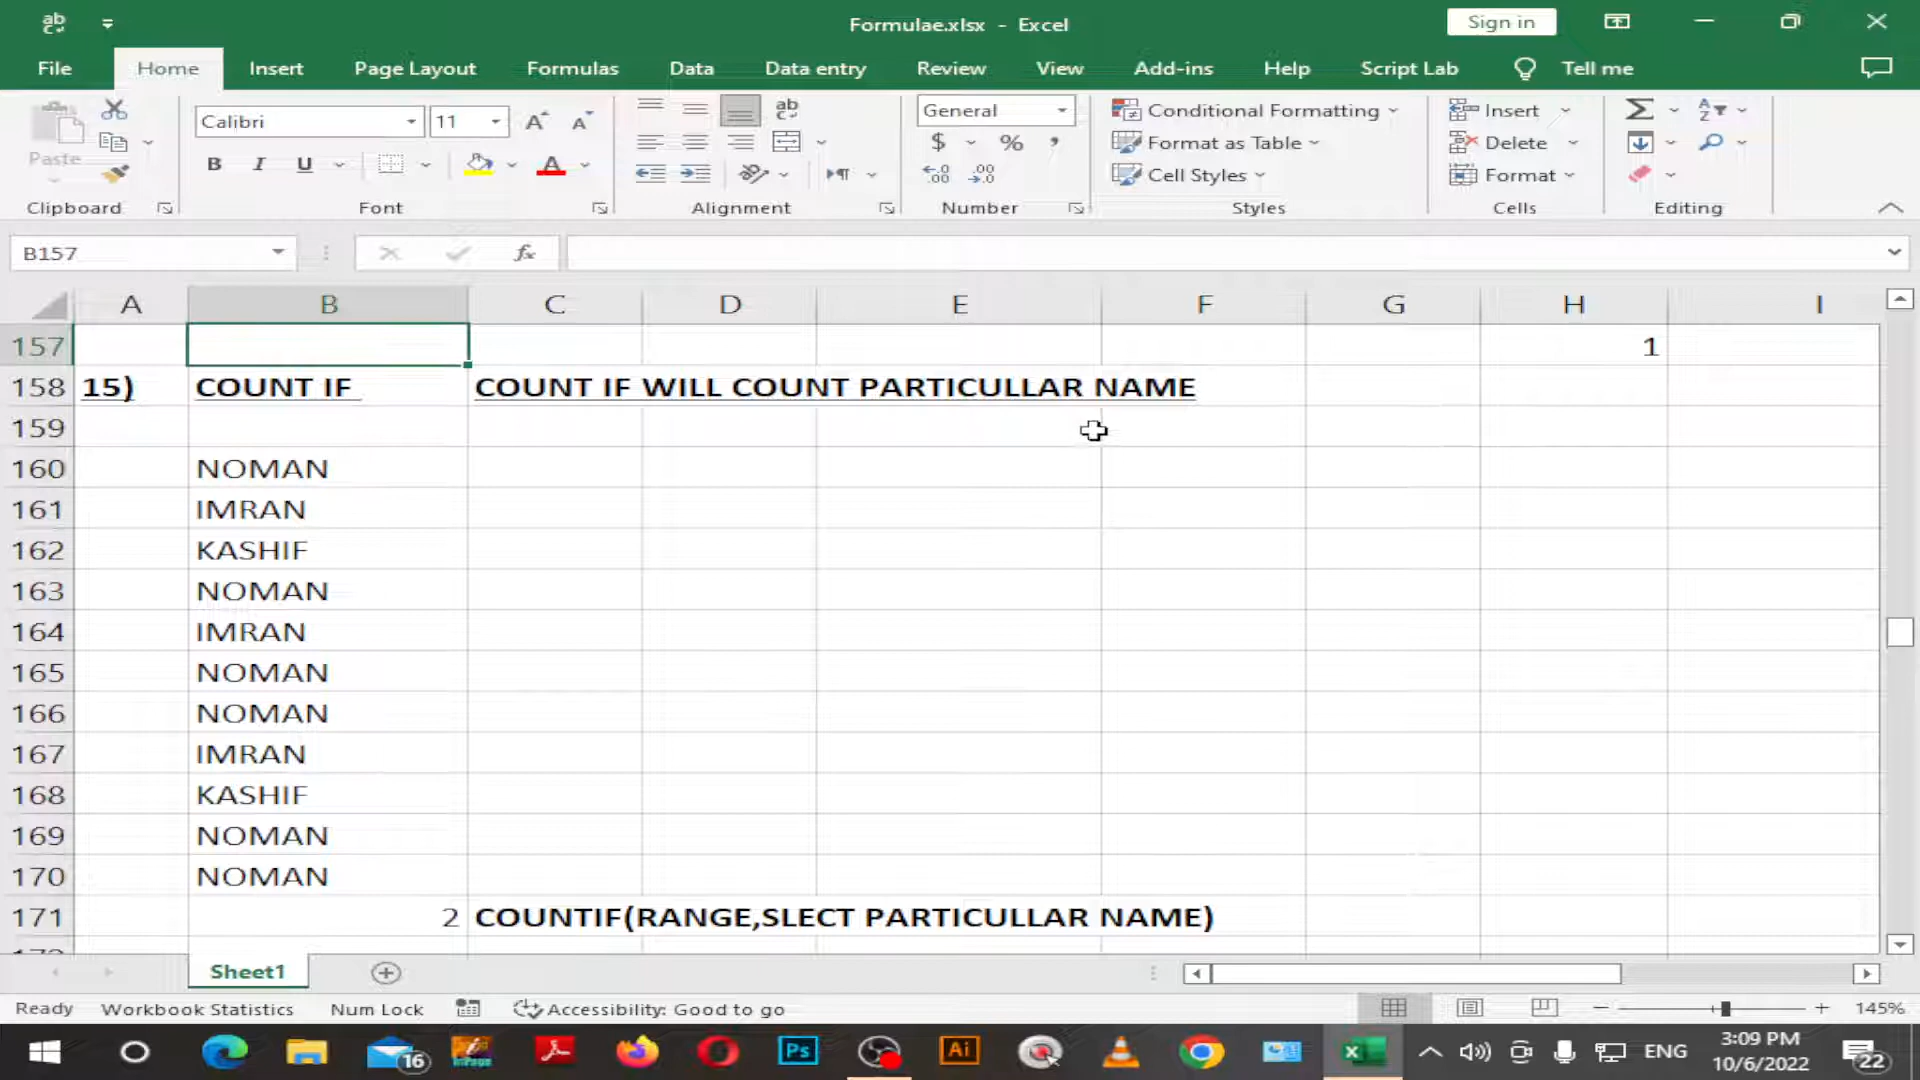 Formulae.xlsx - Excel
Sign in
File Home Insert Page Layout Formulas Data Data entry Review View Add-ins Help Script Lab Tell me
Calibri 11 General Conditional Formatting Insert
Paste B I U $ % Format as Table Delete
Cell Styles Format
Clipboard Font Alignment Number Styles Cells Editing
B157 fx
A B C D E F G H I
157 1
158 15) COUNT IF COUNT IF WILL COUNT PARTICULLAR NAME
159
160 NOMAN
161 IMRAN
162 KASHIF
163 NOMAN
164 IMRAN
165 NOMAN
166 NOMAN
167 IMRAN
168 KASHIF
169 NOMAN
170 NOMAN
171 2 COUNTIF(RANGE,SLECT PARTICULLAR NAME)
Sheet1
Ready Workbook Statistics Num Lock Accessibility: Good to go 145%
16 Ps Ai ENG 3:09 PM
10/6/2022 22